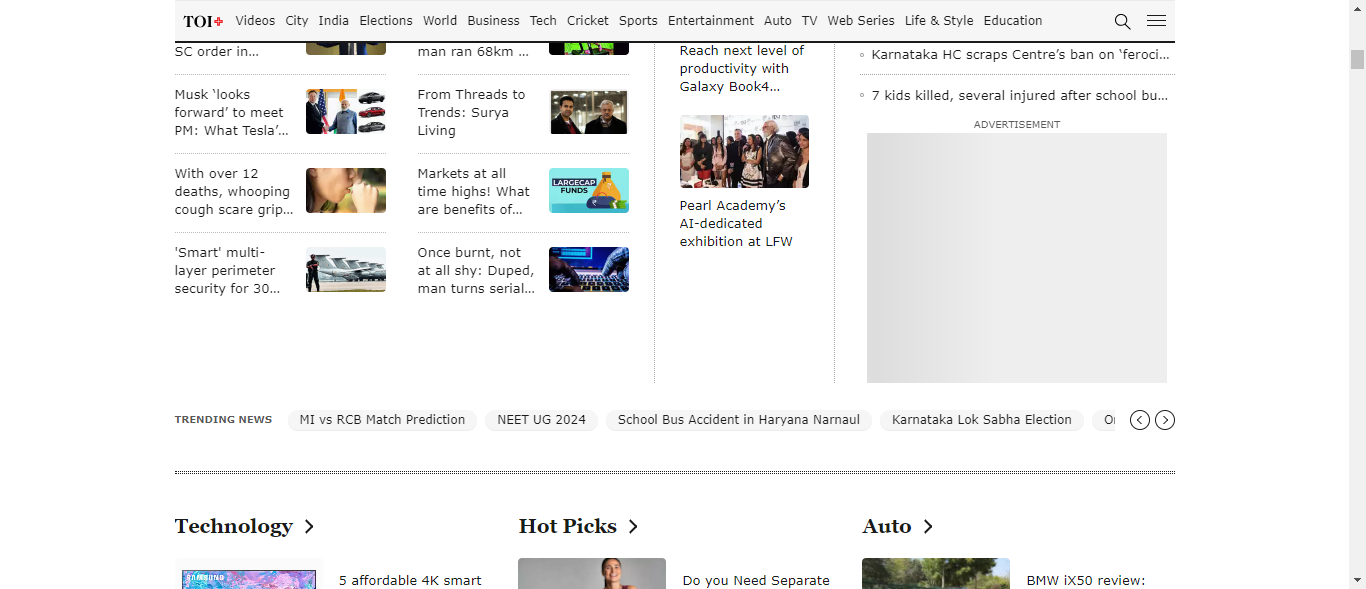 TOI+ Videos City India Elections World Business Tech Cricket Sports Entertainment Auto TV Web Series Life & Style Education
SC order in...
Musk ‘looks
forward’ to meet
PM: What Tesla’...
With over 12
deaths, whooping
cough scare grip...
'Smart' multi-
layer perimeter
security for 30...
man ran 68km ...
From Threads to
Trends: Surya
Living
Markets at all
time highs! What
are benefits of...
LARGECAP
FUNDS
Once burnt, not
at all shy: Duped,
man turns serial...
Reach next level of
productivity with
Galaxy Book4...
Pearl Academy’s
AI-dedicated
exhibition at LFW
Karnataka HC scraps Centre’s ban on ‘feroci...
7 kids killed, several injured after school bu...
ADVERTISEMENT
TRENDING NEWS MI vs RCB Match Prediction NEET UG 2024 School Bus Accident in Haryana Narnaul Karnataka Lok Sabha Election
Technology
SAMSUNG
5 affordable 4K smart
Hot Picks
Do you Need Separate
Auto
BMW iX50 review: